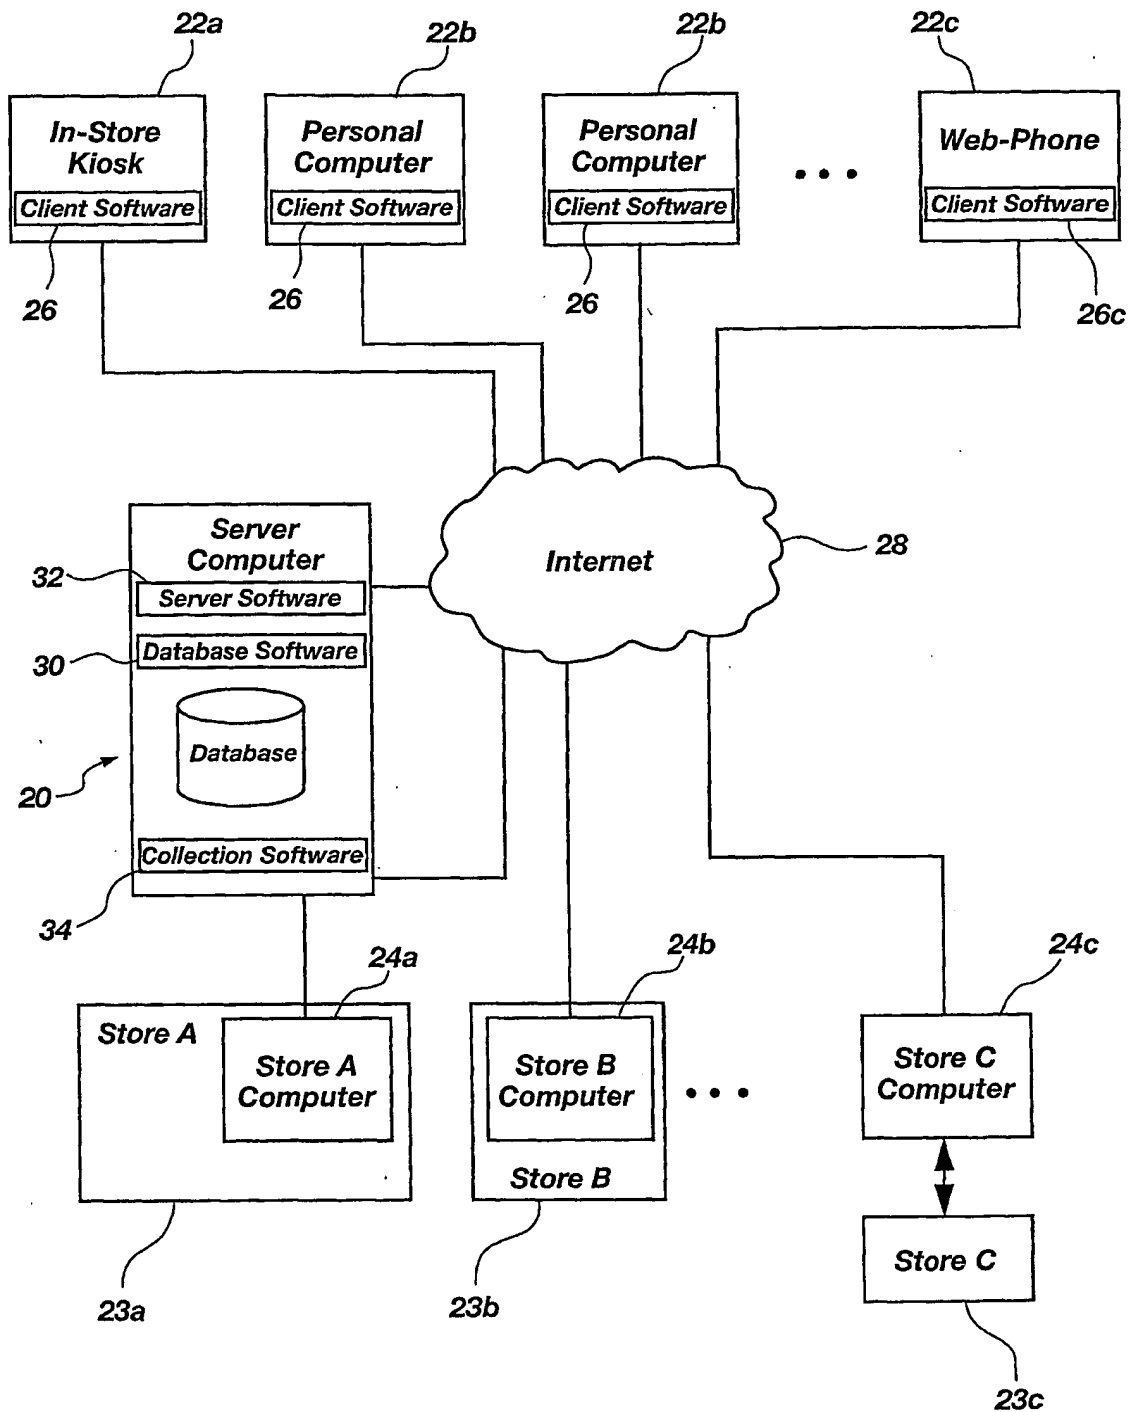 22a
22b
22b
22c
In-Store
Kiosk
Client Software
26
Personal
Computer
Client Software
26
Personal
Computer
Client Software
26
Web-Phone
Client Software
26c
Internet
28
Server
Computer
32
Server Software
30
Database Software
Database
20
Collection Software
34
24a
24b
24c
Store A
Store A
Computer
Store B
Computer
Store B
Store C
Computer
Store C
23a
23b
23c